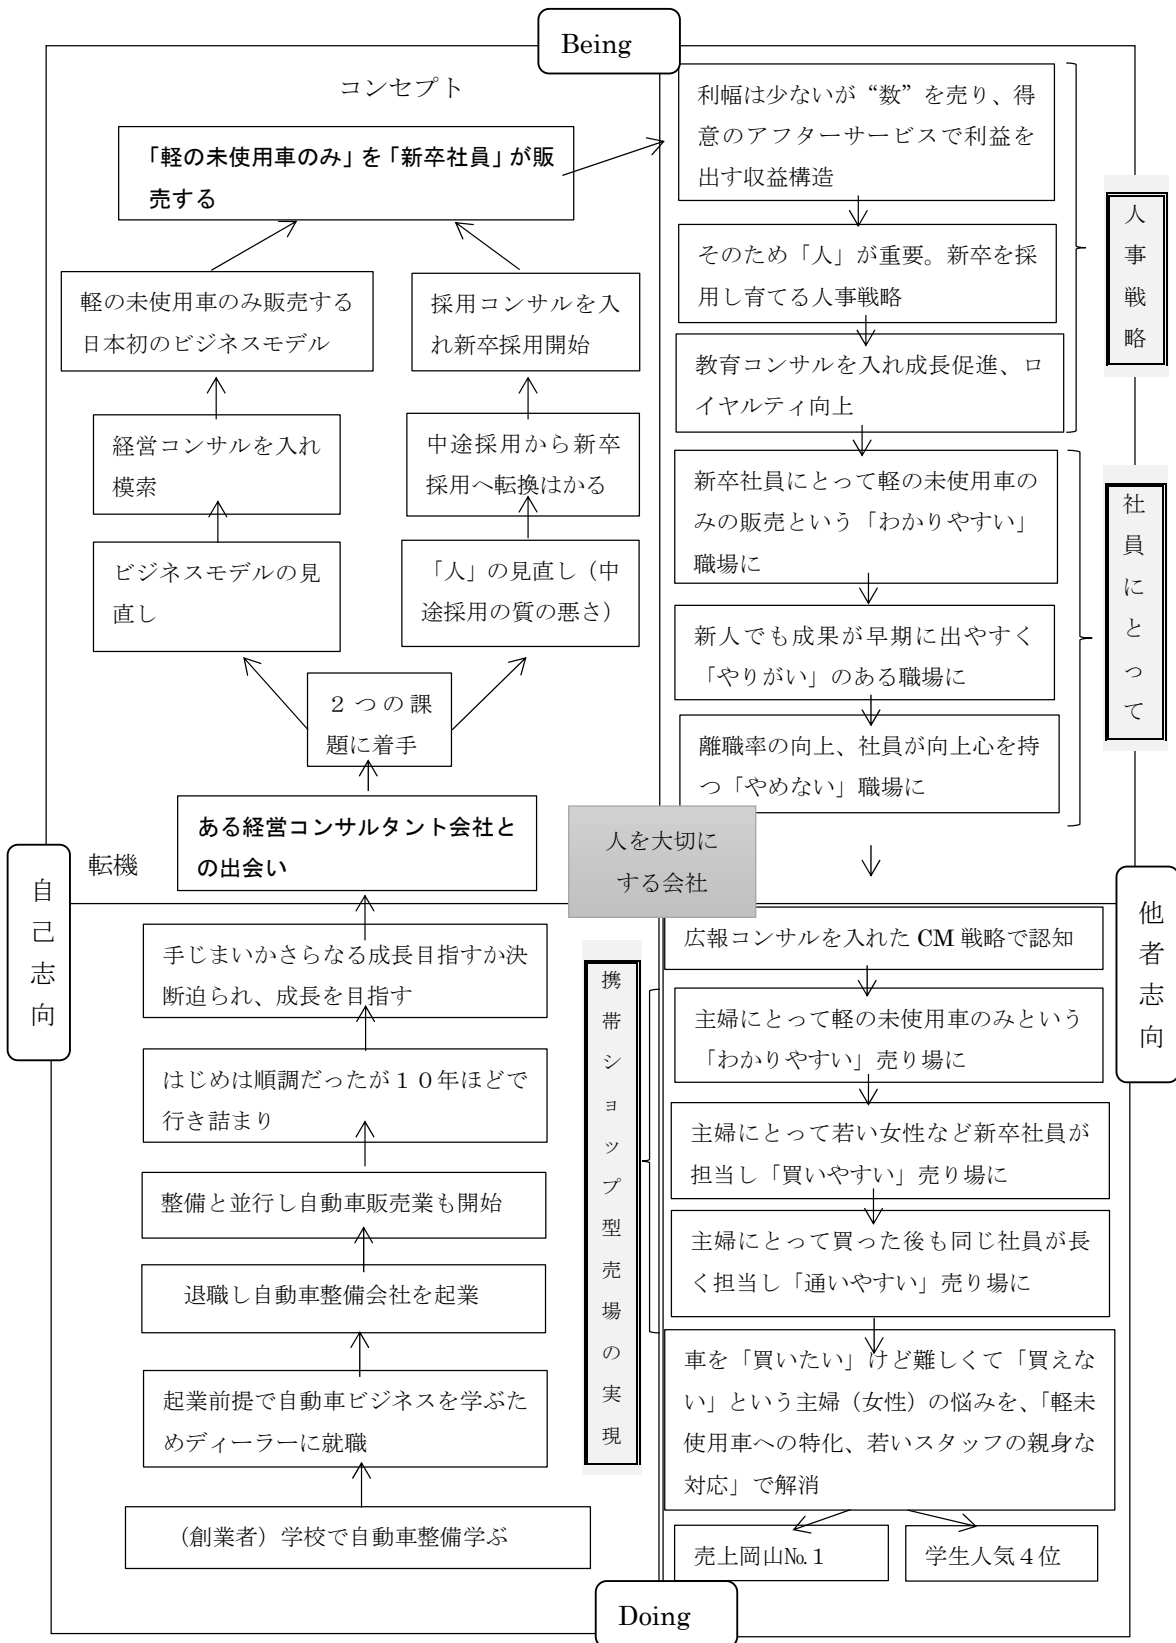 Being
コンセプト
「軽の未使用車のみ」を「新卒社員」が販
売する
軽の未使用車のみ販売する
日本初のビジネスモデル
採用コンサルを入
れ新卒採用開始
経営コンサルを入れ
模索
中途採用から新卒
採用へ転換はかる
ビジネスモデルの見
直し
「人」の見直し（中
途採用の質の悪さ）
２つの課
題に着手
ある経営コンサルタント会社と
の出会い
転機
利幅は少ないが“数”を売り、得
意のアフターサービスで利益を
出す収益構造
そのため「人」が重要。新卒を採
用し育てる人事戦略
教育コンサルを入れ成長促進、ロ
イヤルティ向上
人事戦略
新卒社員にとって軽の未使用車の
みの販売という「わかりやすい」
職場に
新人でも成果が早期に出やすく
「やりがい」のある職場に
離職率の向上、社員が向上心を持
つ「やめない」職場に
社員にとって
人を大切に
する会社
自己志向
他者志向
手じまいかさらなる成長目指すか決
断迫られ、成長を目指す
はじめは順調だったが１０年ほどで
行き詰まり
整備と並行し自動車販売業も開始
退職し自動車整備会社を起業
起業前提で自動車ビジネスを学ぶた
めディーラーに就職
（創業者）学校で自動車整備学ぶ
携帯ショップ型売場の実現
広報コンサルを入れた CM 戦略で認知
主婦にとって軽の未使用車のみという
「わかりやすい」売り場に
主婦にとって若い女性など新卒社員が
担当し「買いやすい」売り場に
主婦にとって買った後も同じ社員が長
く担当し「通いやすい」売り場に
車を「買いたい」けど難しくて「買えな
い」という主婦（女性）の悩みを、「軽未
使用車への特化、若いスタッフの親身な
対応」で解消
売上岡山№１
学生人気４位
Doing